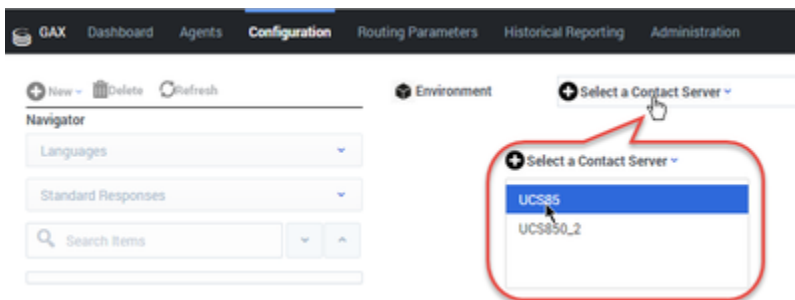 GAX Dashboard Agents Configuration Routing Parameters Historical Reporting Administration
New Delete Refresh
Environment
Select a Contact Server
Navigator
Languages
Standard Responses
Search Items
Select a Contact Server
UCS85
UCS850_2